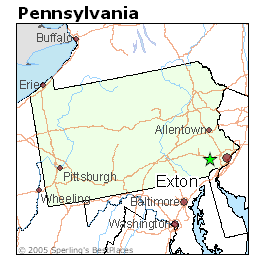 Pennsylvania
Buffalo
Erie
Allentown
Pittsburgh
Exton
Wheeling
Baltimore
Washington
© 2005 Sperling's BestPlaces